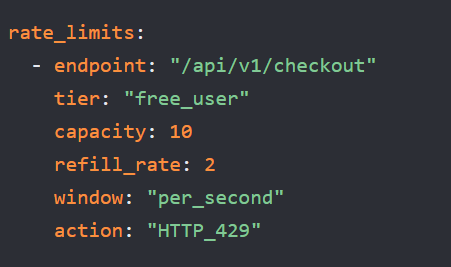 rate_limits:
  - endpoint: "/api/v1/checkout"
    tier: "free_user"
    capacity: 10
    refill_rate: 2
    window: "per_second"
    action: "HTTP_429"